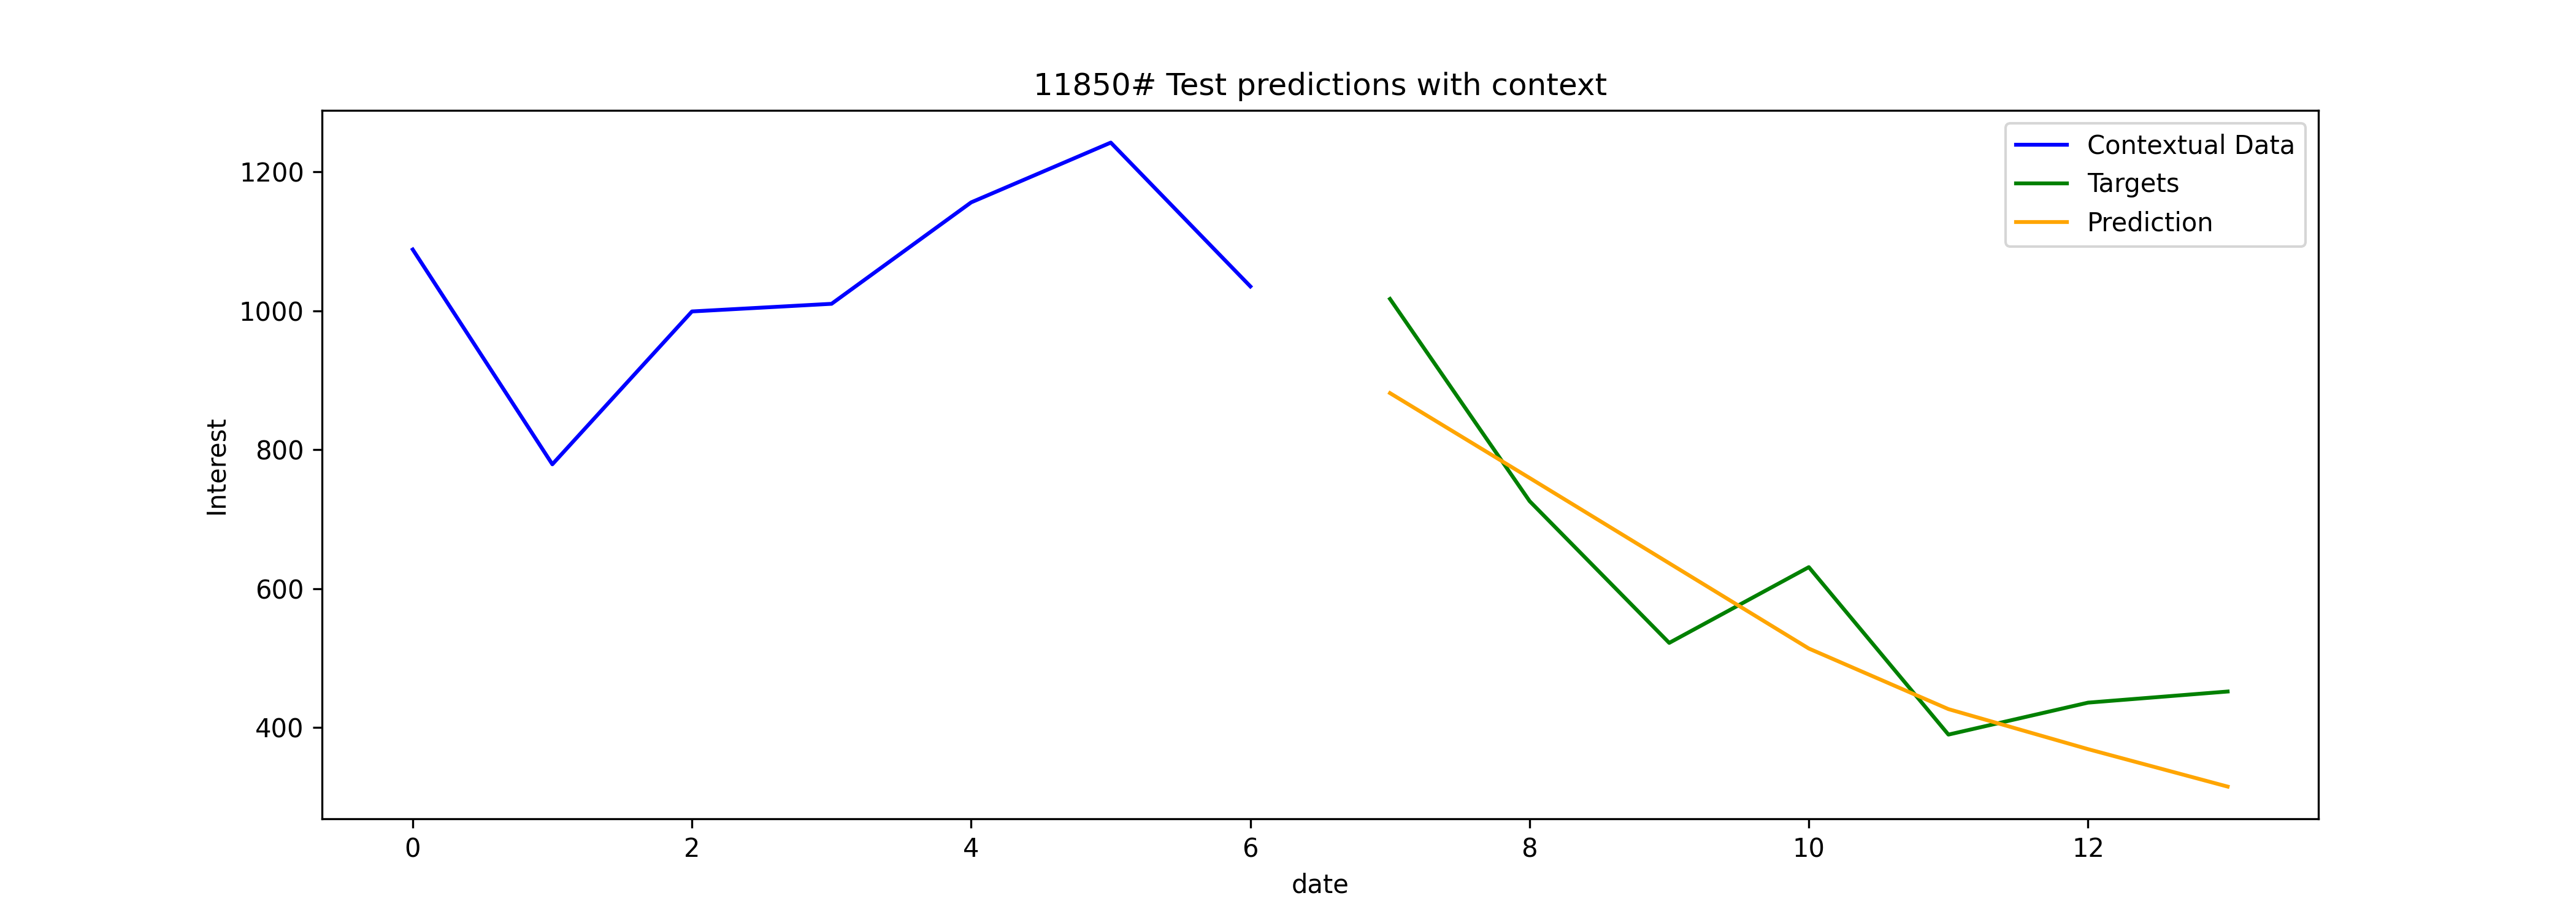 11850# Test predictions with context
Contextual Data
Targets
Prediction
Interest
1200
1000
800
600
400
0 2 4 6 8 10 12
date